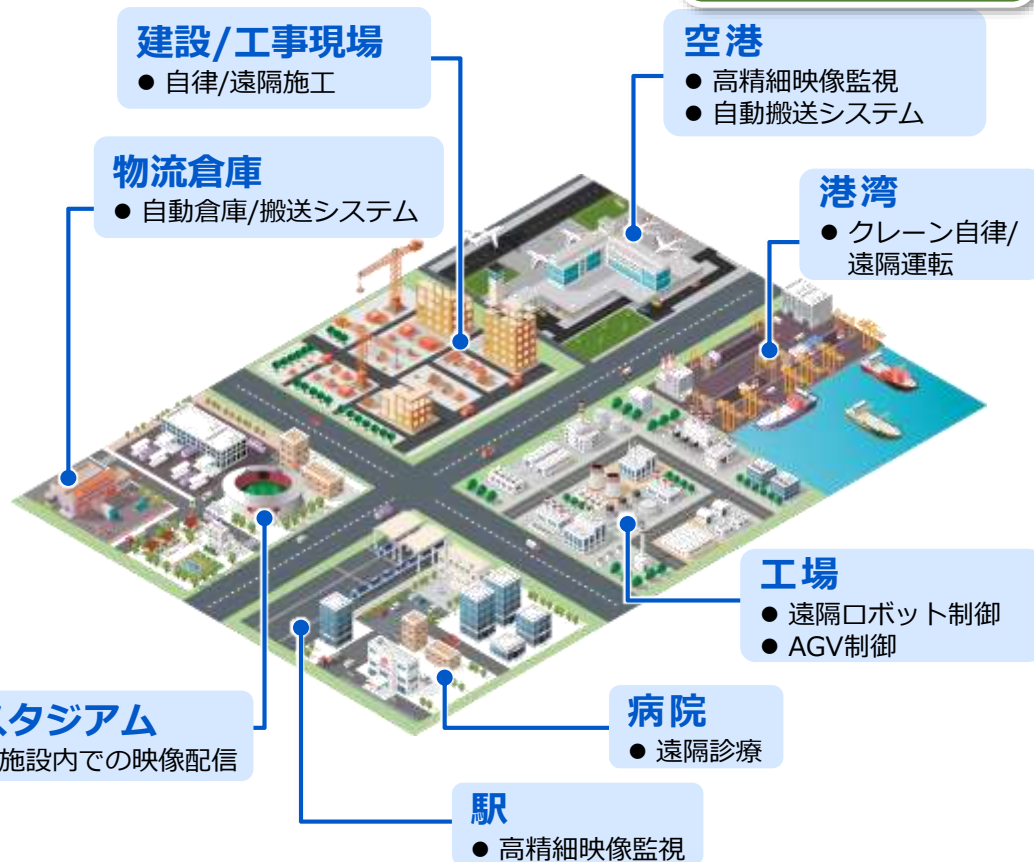 建設/工事現場
● 自律/遠隔施工
空港
● 高精細映像監視
● 自動搬送システム
物流倉庫
● 自動倉庫/搬送システム
港湾
● クレーン自律/
遠隔運転
工場
● 遠隔ロボット制御
● AGV制御
スタジアム
施設内での映像配信
病院
● 遠隔診療
駅
● 高精細映像監視